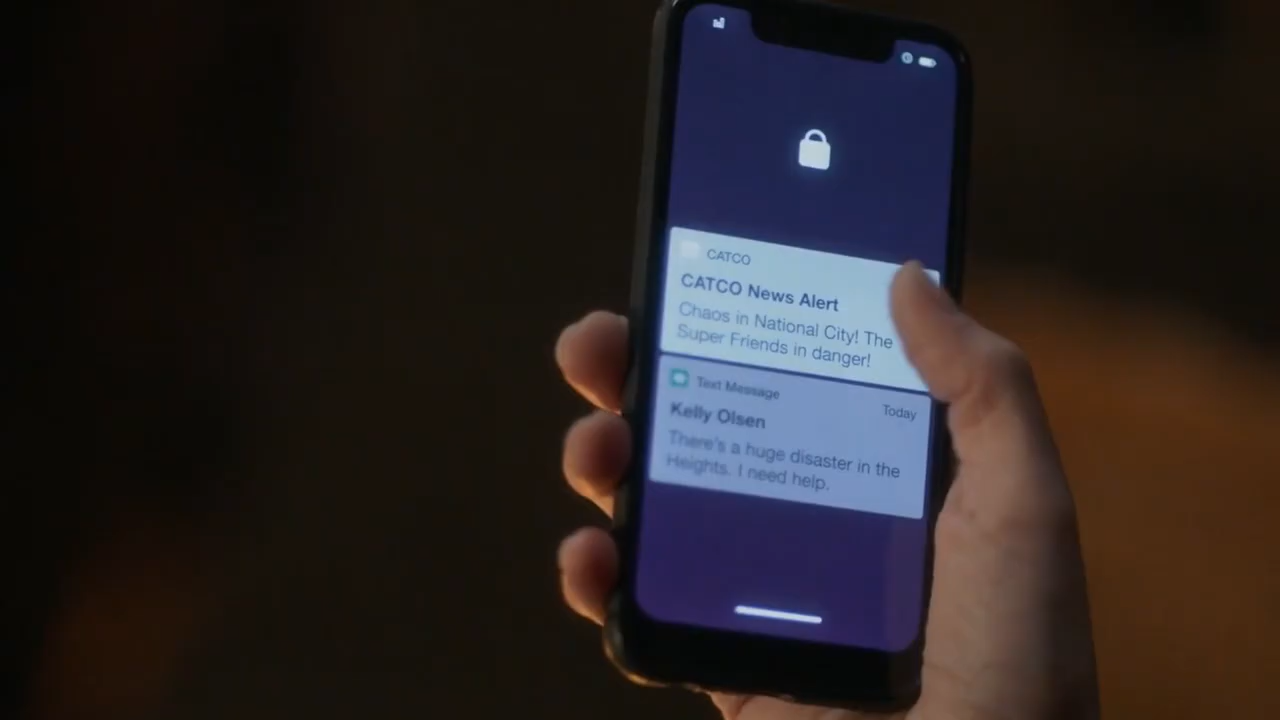 CATCO
CATCO News Alert
Chaos in National City! The
Super Friends in danger!
Text Message
Today
Kelly Olsen
There's a huge disaster in the
Heights. I need help.